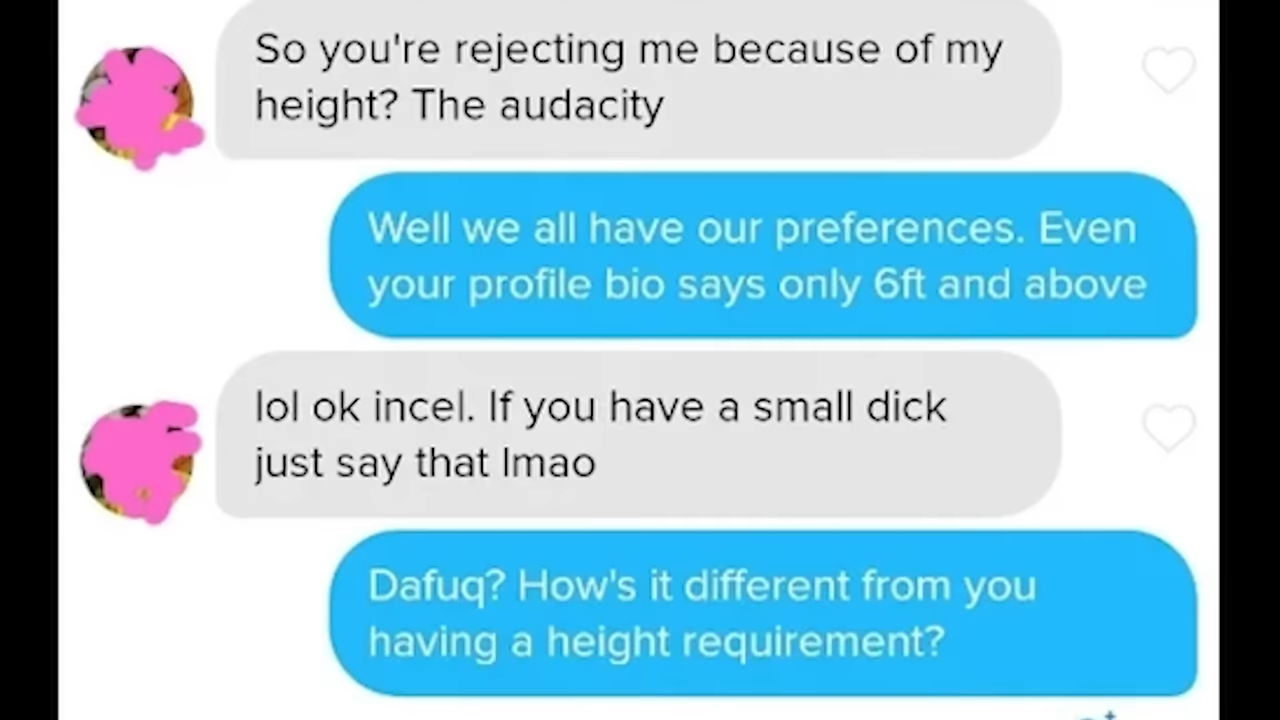 So you're rejecting me because of my
height? The audacity
Well we all have our preferences. Even
your profile bio says only 6ft and above
lol ok incel. If you have a small dick
just say that lmao
Dafuq? How's it different from you
having a height requirement?